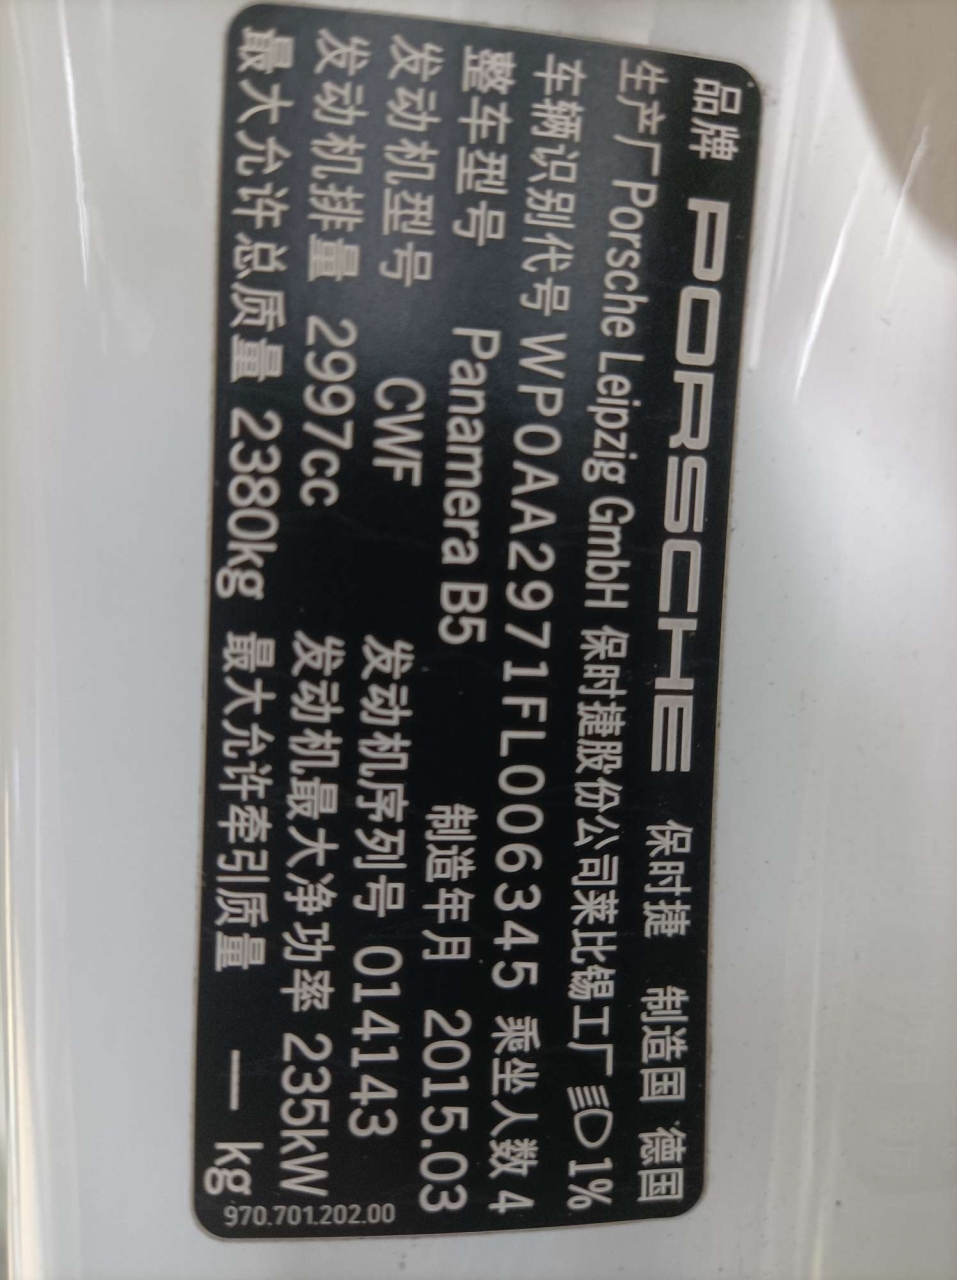 品牌 PORSCHE 保时捷 制造国 德国
生产厂 Porsche Leipzig GmbH 保时捷股份公司莱比锡工厂 1%
车辆识别代号 WP0AA2971FL006345 乘坐人数 4
整车型号 Panamera B5 制造年月 2015.03
发动机型号 CWF 发动机序列号 014143
发动机排量 2997cc 发动机最大净功率 235kW
最大允许总质量 2380kg 最大允许牵引质量 — kg
970.701.202.00